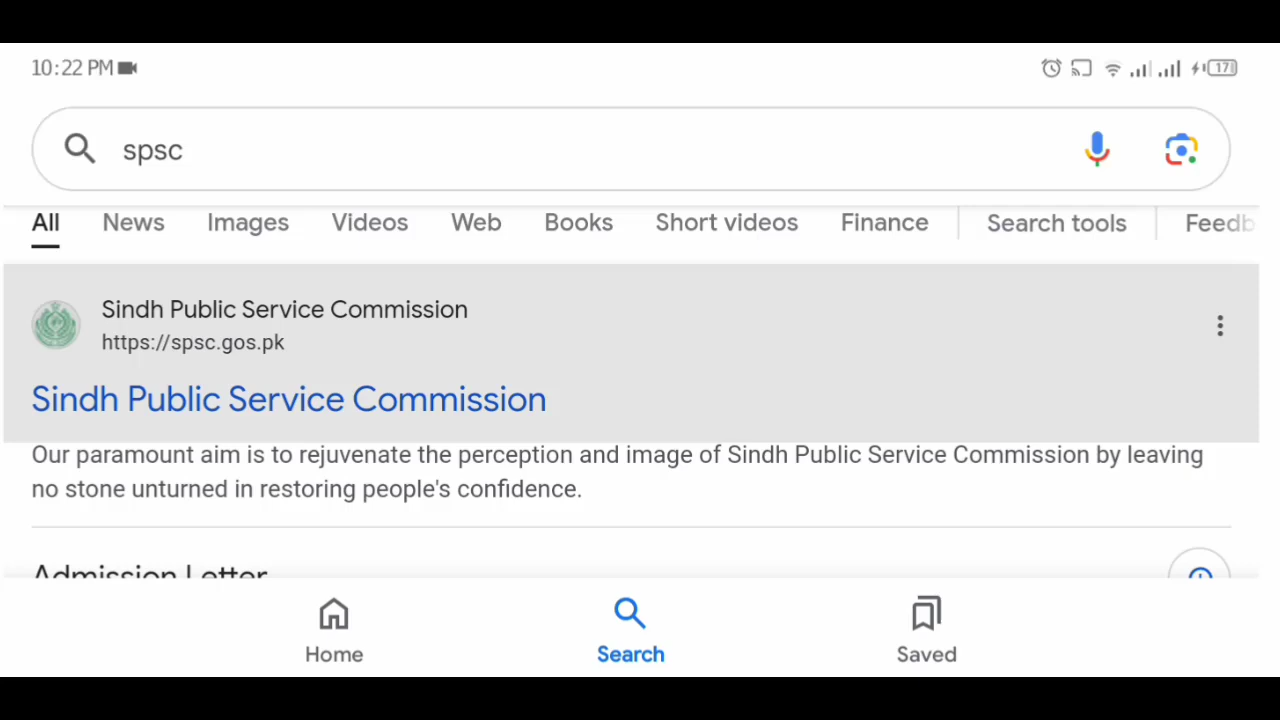 10:22 PM
17
spsc
All News Images Videos Web Books Short videos Finance Search tools Feedb
Sindh Public Service Commission
https://spsc.gos.pk
Sindh Public Service Commission
Our paramount aim is to rejuvenate the perception and image of Sindh Public Service Commission by leaving
no stone unturned in restoring people's confidence.
Admission Letter
Home Search Saved